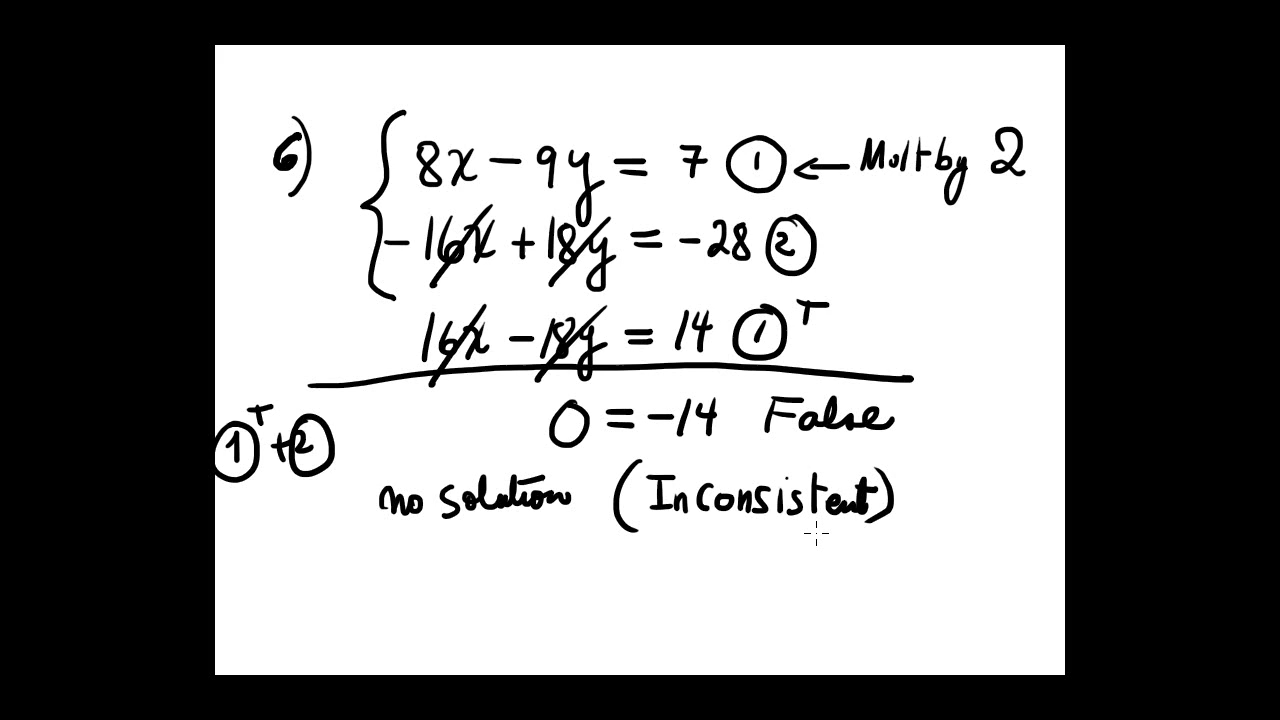 6) { 8x - 9y = 7 ① ← Mult by 2
-16x + 18y = -28 ②
16x - 18y = 14 ①ᵀ
0 = -14 False
①ᵀ + ②
no solution (Inconsistent)